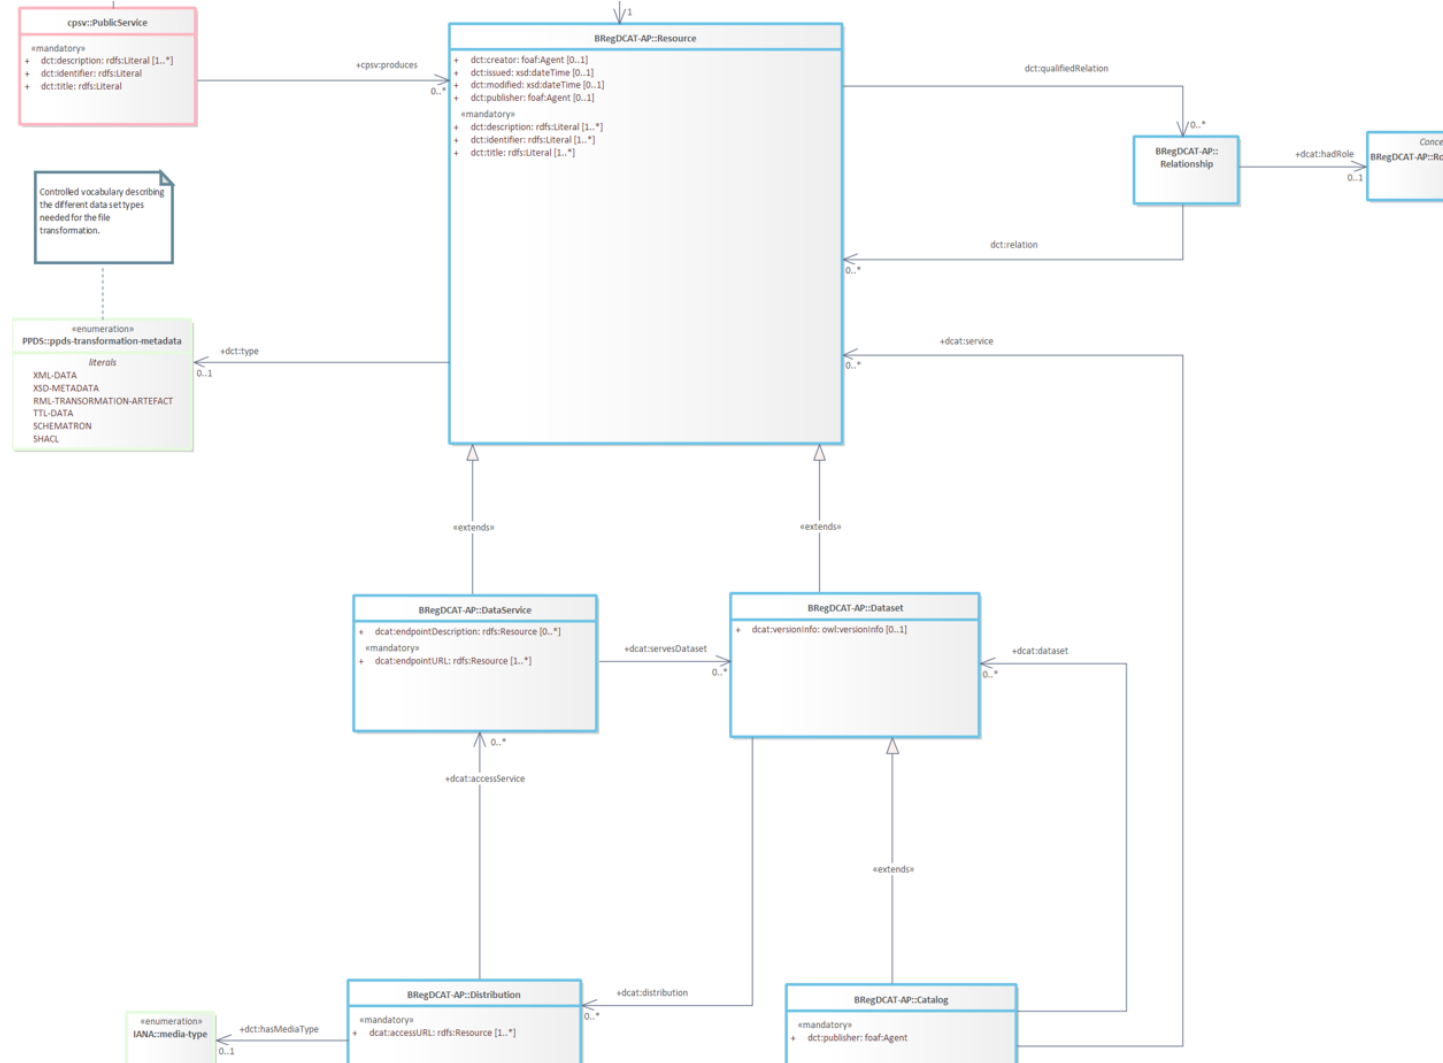 cpsv::PublicService
«mandatory»
+ dct:description: rdfs:Literal [1..*]
+ dct:identifier: rdfs:Literal
+ dct:title: rdfs:Literal
+cpsv:produces
0..*
1
BRegDCAT-AP::Resource
+ dct:creator: foaf:Agent [0..1]
+ dct:issued: xsd:dateTime [0..1]
+ dct:modified: xsd:dateTime [0..1]
+ dct:publisher: foaf:Agent [0..1]
«mandatory»
+ dct:description: rdfs:Literal [1..*]
+ dct:identifier: rdfs:Literal [1..*]
+ dct:title: rdfs:Literal [1..*]
dct:qualifiedRelation
0..*
BRegDCAT-AP::
Relationship
+dcat:hadRole
0..1
Conce
BRegDCAT-AP::Ro
dct:relation
0..*
Controlled vocabulary describing
the different data set types
needed for the file
transformation.
«enumeration»
PPDS::ppds-transformation-metadata
literals
XML-DATA
XSD-METADATA
RML-TRANSORMATION-ARTEFACT
TTL-DATA
SCHEMATRON
SHACL
+dct:type
0..1
+dcat:service
0..*
«extends»
«extends»
BRegDCAT-AP::DataService
+ dcat:endpointDescription: rdfs:Resource [0..*]
«mandatory»
+ dcat:endpointURL: rdfs:Resource [1..*]
+dcat:servesDataset
0..*
BRegDCAT-AP::Dataset
+ dcat:versionInfo: owl:versionInfo [0..1]
+dcat:dataset
0..*
0..*
+dcat:accessService
«extends»
BRegDCAT-AP::Distribution
«mandatory»
+ dcat:accessURL: rdfs:Resource [1..*]
+dcat:distribution
0..*
BRegDCAT-AP::Catalog
«mandatory»
+ dct:publisher: foaf:Agent
«enumeration»
IANA::media-type
+dct:hasMediaType
0..1